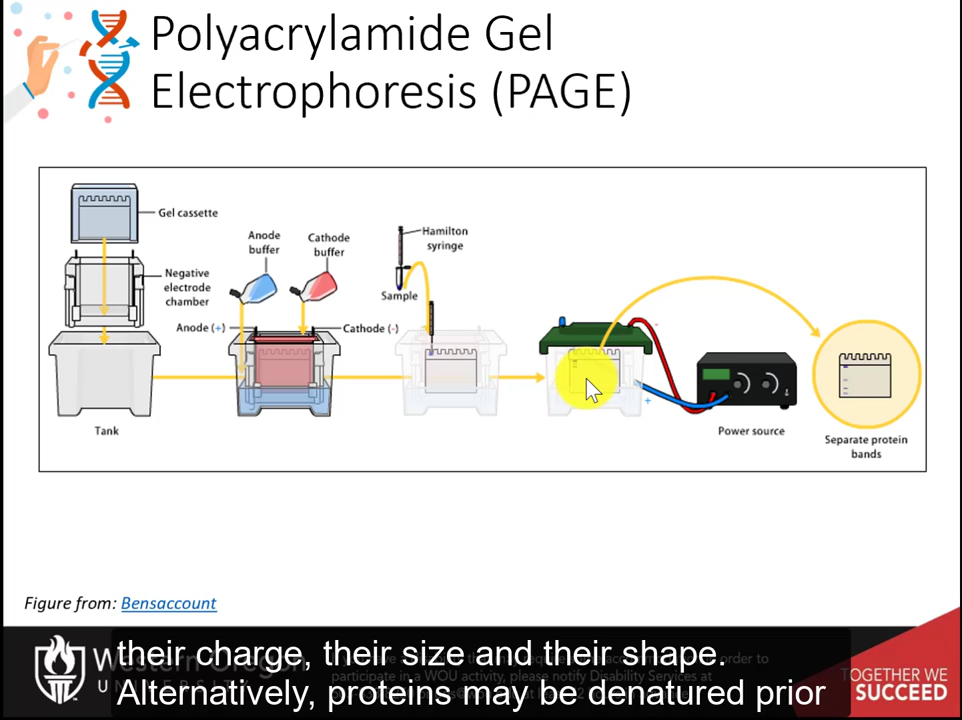 Polyacrylamide Gel
Electrophoresis (PAGE)
Gel cassette
Negative
electrode
chamber
Anode
buffer
Cathode
buffer
Hamilton
syringe
Sample
Anode (+)
Cathode (-)
-
+
Tank
Power source
Separate protein
bands
Figure from: Bensaccount
their charge, their size and their shape.
Alternatively, proteins may be denatured prior
order to
participate in a WOU activity, please notify Disability Services at
TOGETHER WE
SUCCEED